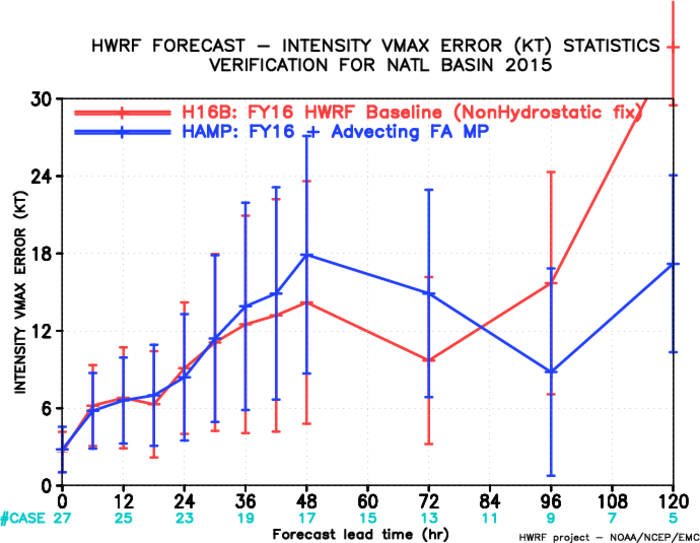 HWRF FORECAST – INTENSITY VMAX ERROR (KT) STATISTICS
VERIFICATION FOR NATL BASIN 2015
H16B: FY16 HWRF Baseline (NonHydrostatic fix)
HAMP: FY16 + Advecting FA MP
INTENSITY VMAX ERROR (KT)
30
24
18
12
6
0
0 12 24 36 48 60 72 84 96 108 120
#CASE 27 25 23 19 17 15 13 11 9 7 5
Forecast lead time (hr)
HWRF project – NOAA/NCEP/EMC